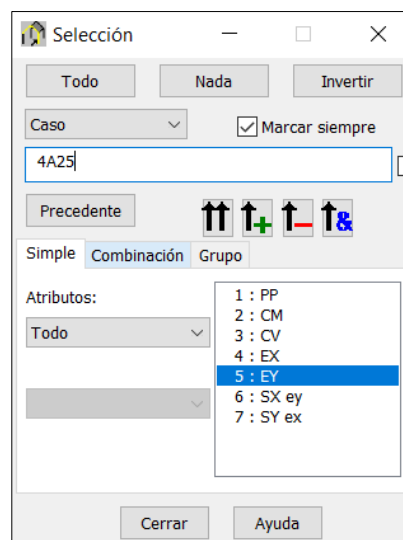 Selección
Todo Nada Invertir
Caso Marcar siempre
4A25
Precedente
Simple Combinación Grupo
Atributos:
Todo
1 : PP
2 : CM
3 : CV
4 : EX
5 : EY
6 : SX ey
7 : SY ex
Cerrar Ayuda